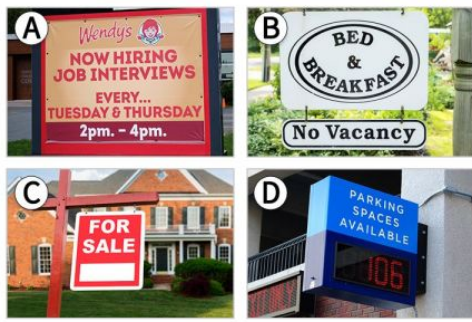 A
Wendy's
NOW HIRING
JOB INTERVIEWS
EVERY...
TUESDAY & THURSDAY
2pm. – 4pm.
B
BED
&
BREAKFAST
No Vacancy
C
FOR
SALE
D
PARKING
SPACES
AVAILABLE
106